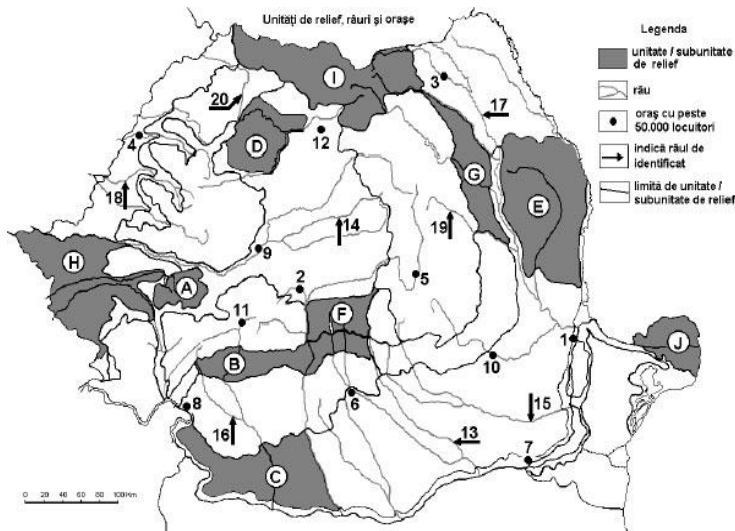 Unități de relief, râuri și orașe
Legenda
unitate / subunitate
de relief
râu
oraș cu peste
50.000 locuitori
indică râul de
identificat
limită de unitate /
subunitate de relief
I
3
20
17
4
D
12
G
E
18
14
19
H
9
A
2
5
11
F
1
J
B
10
8
6
15
16
13
7
C
0 20 40 60 80 100 Km